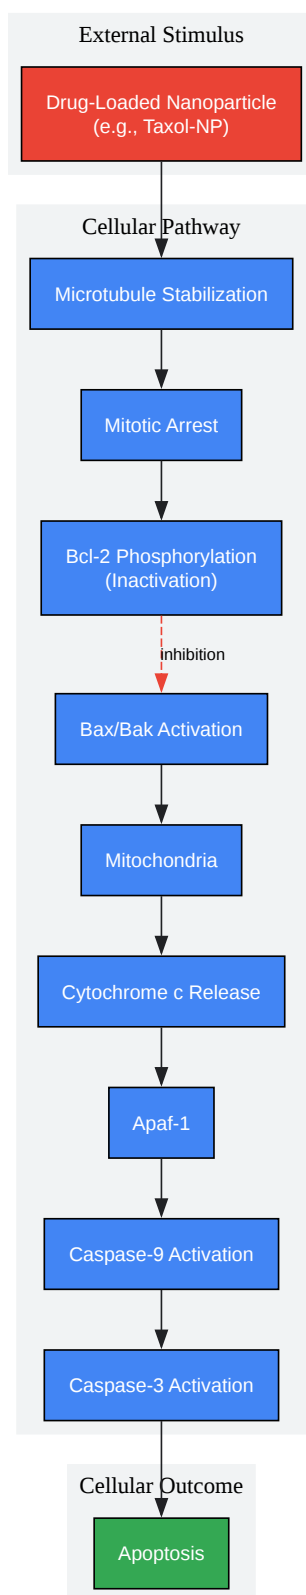 External Stimulus
Drug-Loaded Nanoparticle
(e.g., Taxol-NP)
Cellular Pathway
Microtubule Stabilization
Mitotic Arrest
Bcl-2 Phosphorylation
(Inactivation)
inhibition
Bax/Bak Activation
Mitochondria
Cytochrome c Release
Apaf-1
Caspase-9 Activation
Caspase-3 Activation
Cellular Outcome
Apoptosis